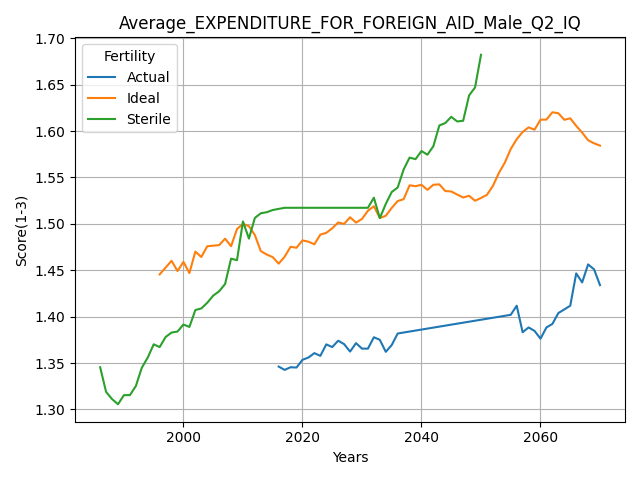 Average_EXPENDITURE_FOR_FOREIGN_AID_Male_Q2_IQ
Fertility
Actual
Ideal
Sterile
Score(1-3)
1.70
1.65
1.60
1.55
1.50
1.45
1.40
1.35
1.30
2000
2020
2040
2060
Years